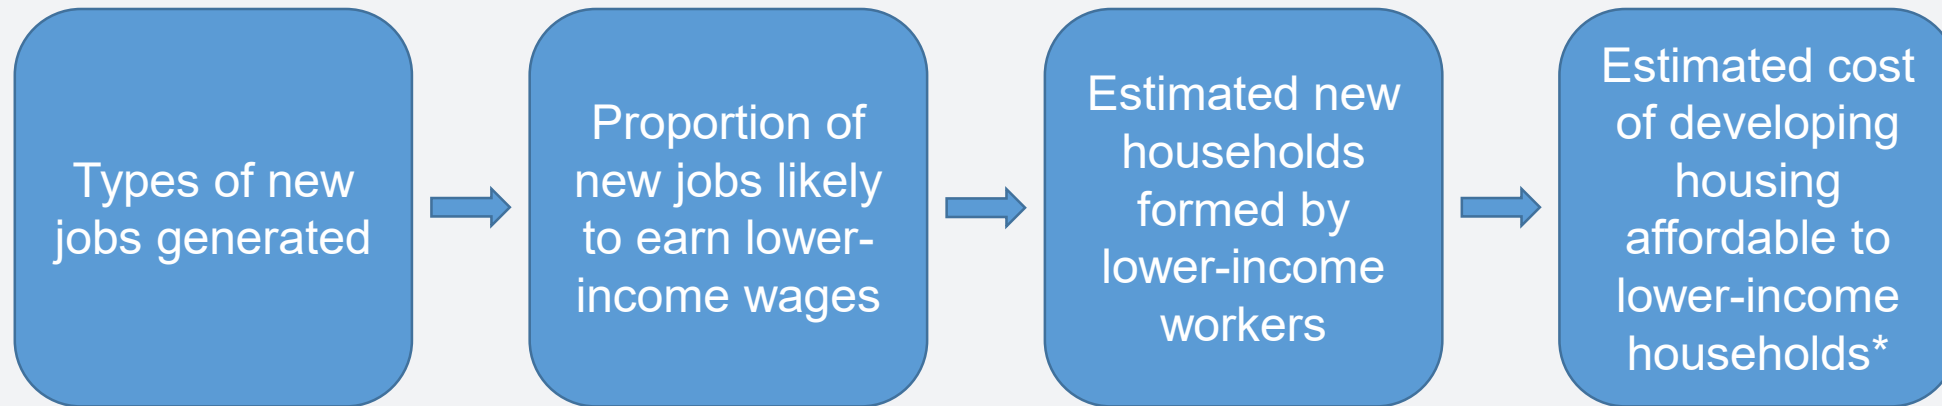 Types of new
jobs generated
Proportion of
new jobs likely
to earn lower-
income wages
Estimated new
households
formed by
lower-income
workers
Estimated cost
of developing
housing
affordable to
lower-income
households*